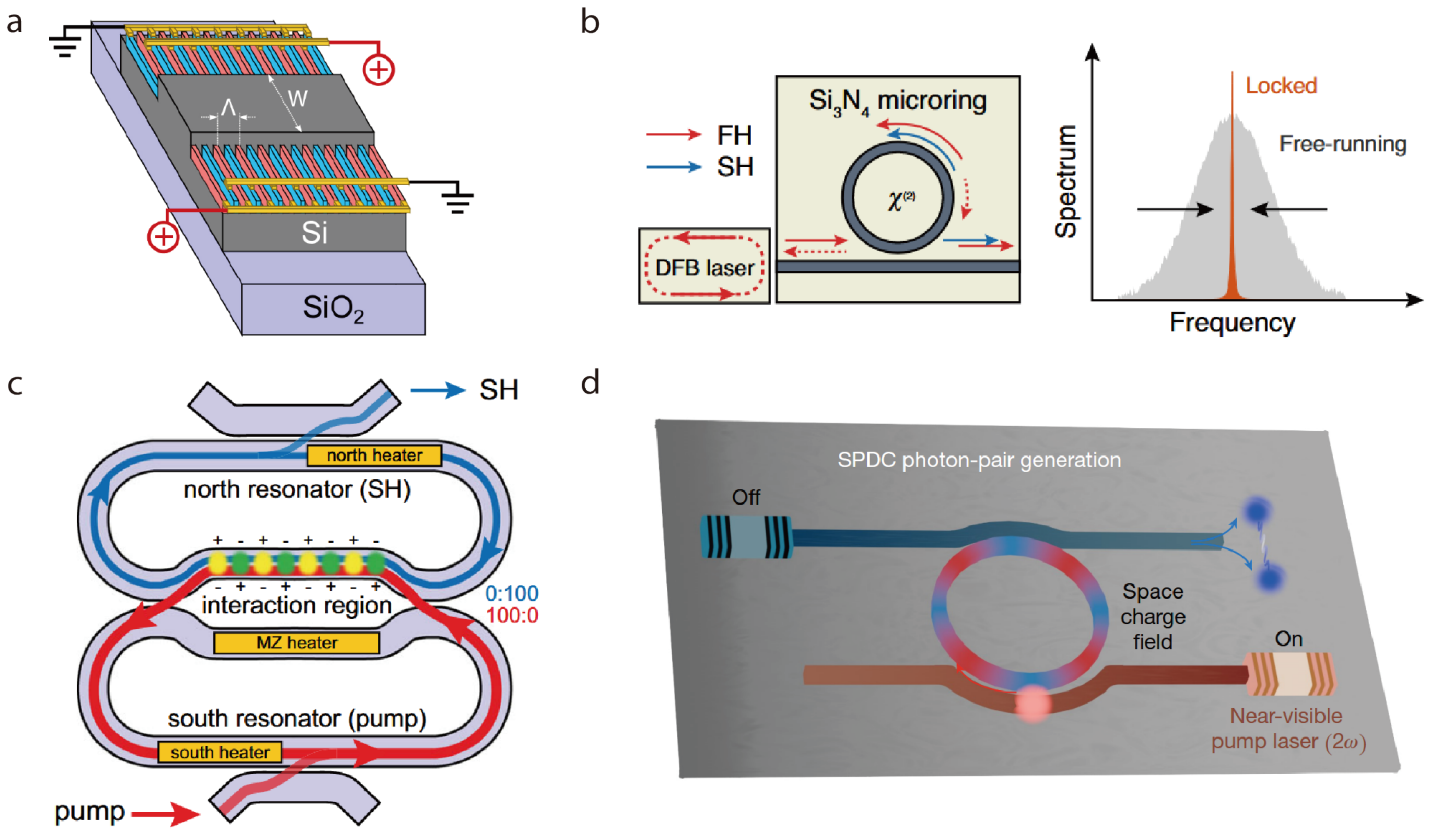 a
Λ
W
Si
SiO2
b
Si3N4 microring
FH
SH
χ(2)
DFB laser
Spectrum
Locked
Free-running
Frequency
c
SH
north heater
north resonator (SH)
+ - + - + - + -
- + - + - + - +
interaction region
0:100
100:0
MZ heater
south resonator (pump)
south heater
pump
d
SPDC photon-pair generation
Off
Space
charge
field
On
Near-visible
pump laser (2ω)